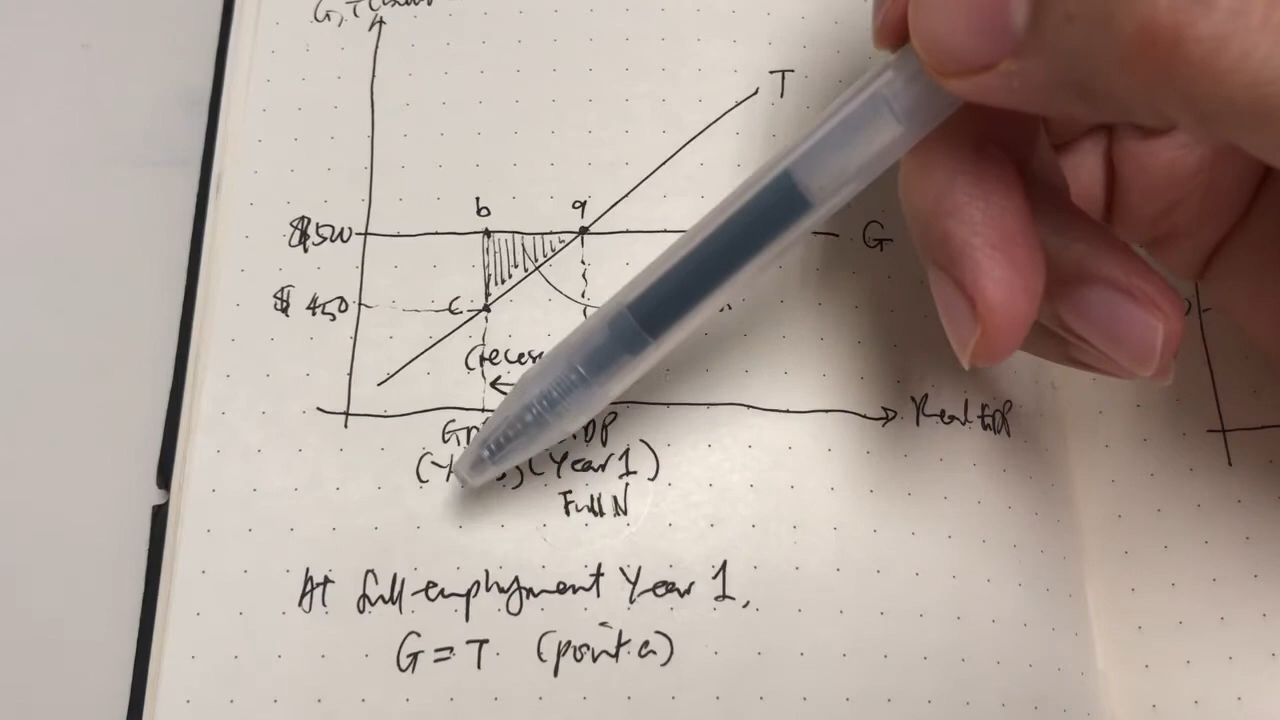 G, T
T
b
a
$500
G
$450
c
Real GDP
(Year 1)
Full N
At full-employment Year 1,
G = T (point a)